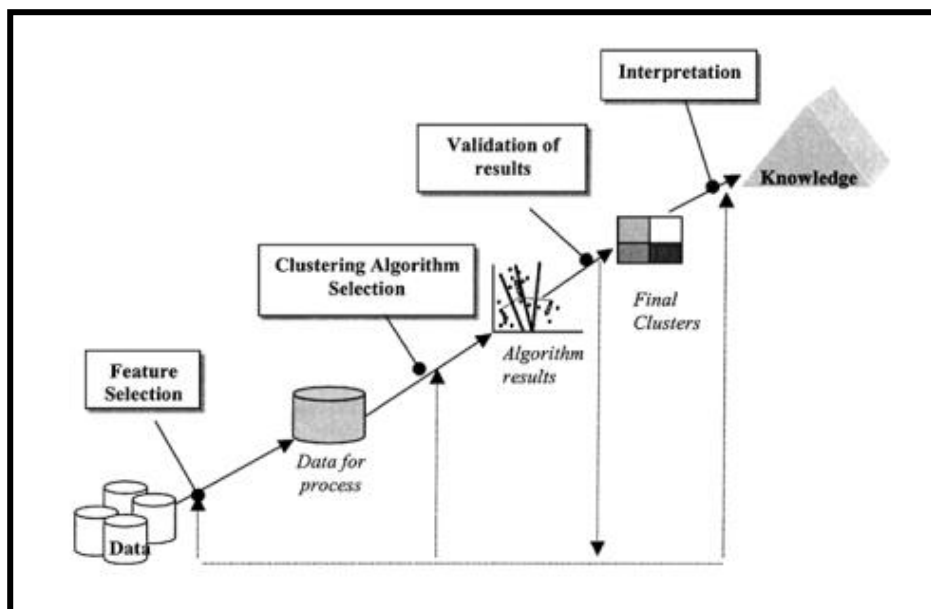 Interpretation
Validation of
results
Knowledge
Clustering Algorithm
Selection
Final
Clusters
Algorithm
results
Feature
Selection
Data for
process
Data